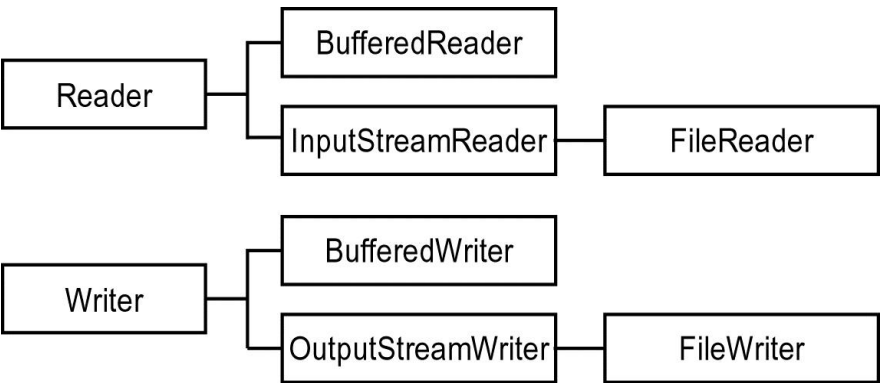 BufferedReader
Reader
InputStreamReader
FileReader
BufferedWriter
Writer
OutputStreamWriter
FileWriter